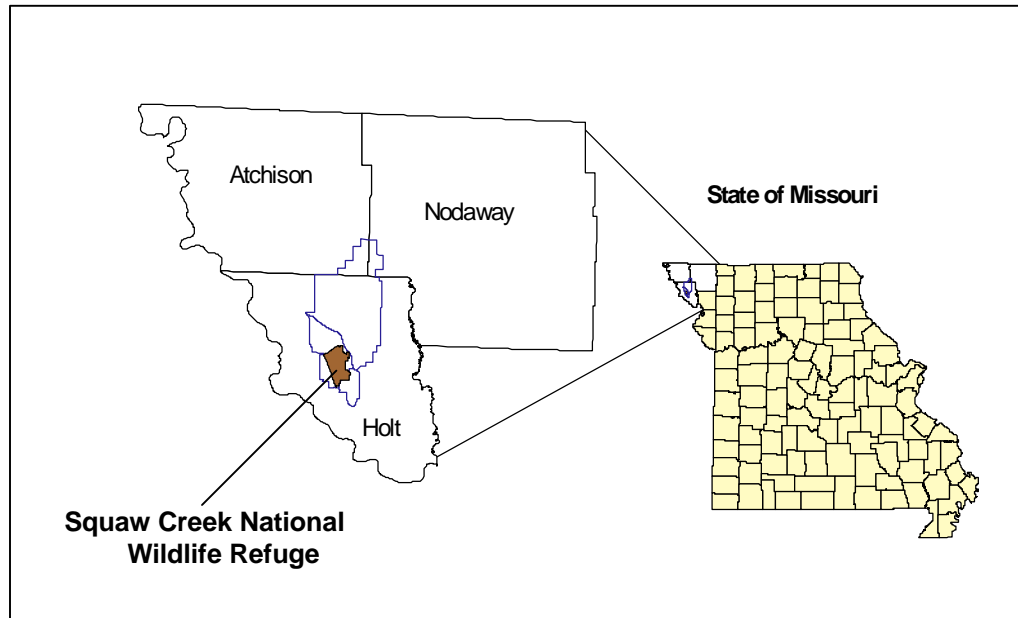 Atchison
Nodaway
State of Missouri
Holt
Squaw Creek National
Wildlife Refuge